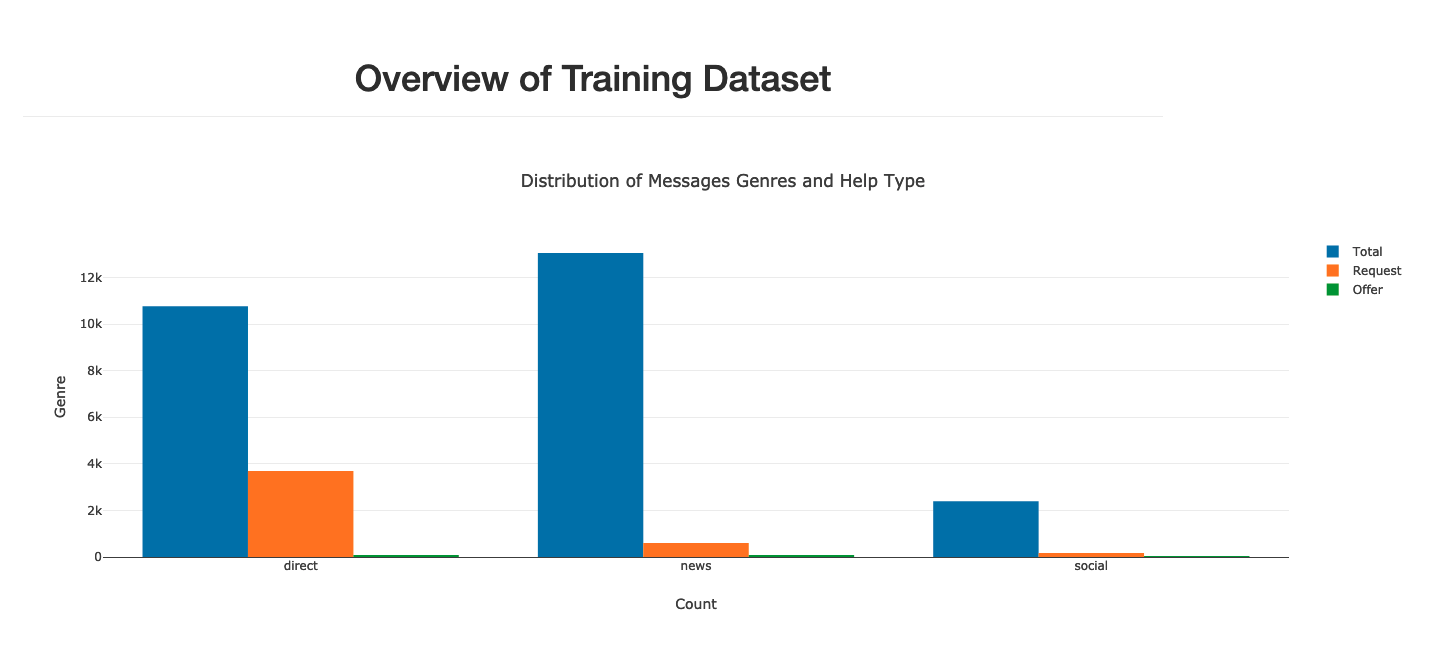 Overview of Training Dataset
Distribution of Messages Genres and Help Type
Total
Request
Offer
12k
10k
8k
6k
4k
2k
0
Genre
direct
news
social
Count